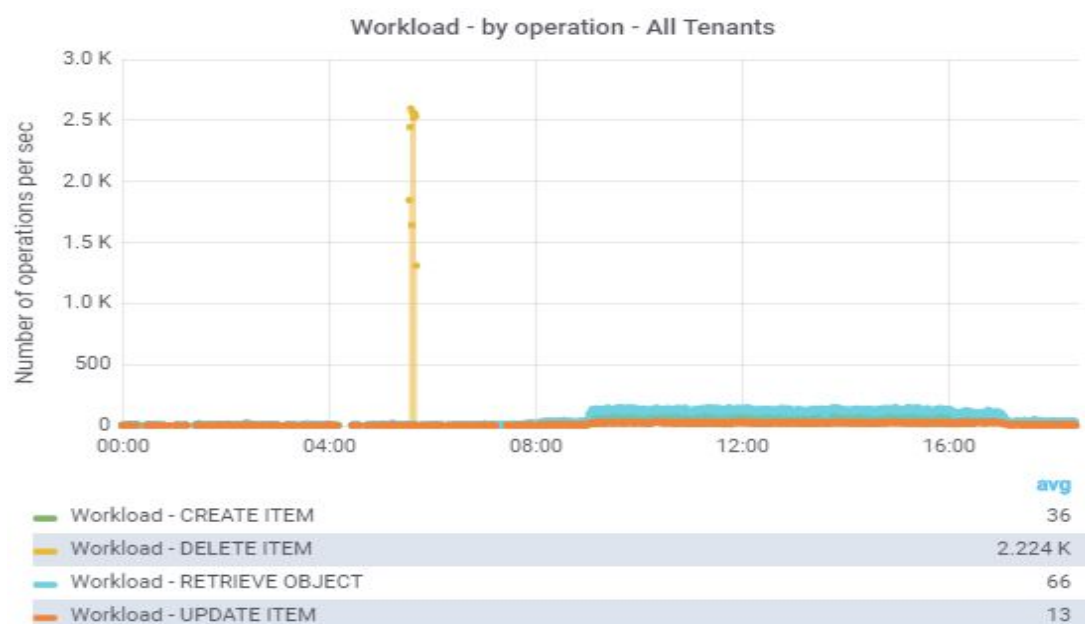 Workload - by operation - All Tenants
Number of operations per sec
3.0 K
2.5 K
2.0 K
1.5 K
1.0 K
500
0
00:00 04:00 08:00 12:00 16:00
avg
Workload - CREATE ITEM 36
Workload - DELETE ITEM 2.224 K
Workload - RETRIEVE OBJECT 66
Workload - UPDATE ITEM 13